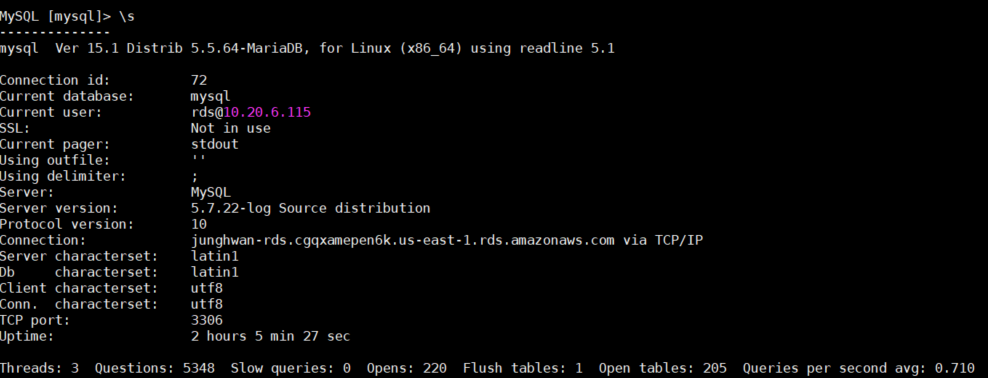 MySQL [mysql]> \s
--------------
mysql  Ver 15.1 Distrib 5.5.64-MariaDB, for Linux (x86_64) using readline 5.1

Connection id:          72
Current database:       mysql
Current user:           rds@10.20.6.115
SSL:                    Not in use
Current pager:          stdout
Using outfile:          ''
Using delimiter:        ;
Server:                 MySQL
Server version:         5.7.22-log Source distribution
Protocol version:       10
Connection:             junghwan-rds.cgqxamepen6k.us-east-1.rds.amazonaws.com via TCP/IP
Server characterset:    latin1
Db     characterset:    latin1
Client characterset:    utf8
Conn.  characterset:    utf8
TCP port:               3306
Uptime:                 2 hours 5 min 27 sec

Threads: 3  Questions: 5348  Slow queries: 0  Opens: 220  Flush tables: 1  Open tables: 205  Queries per second avg: 0.710